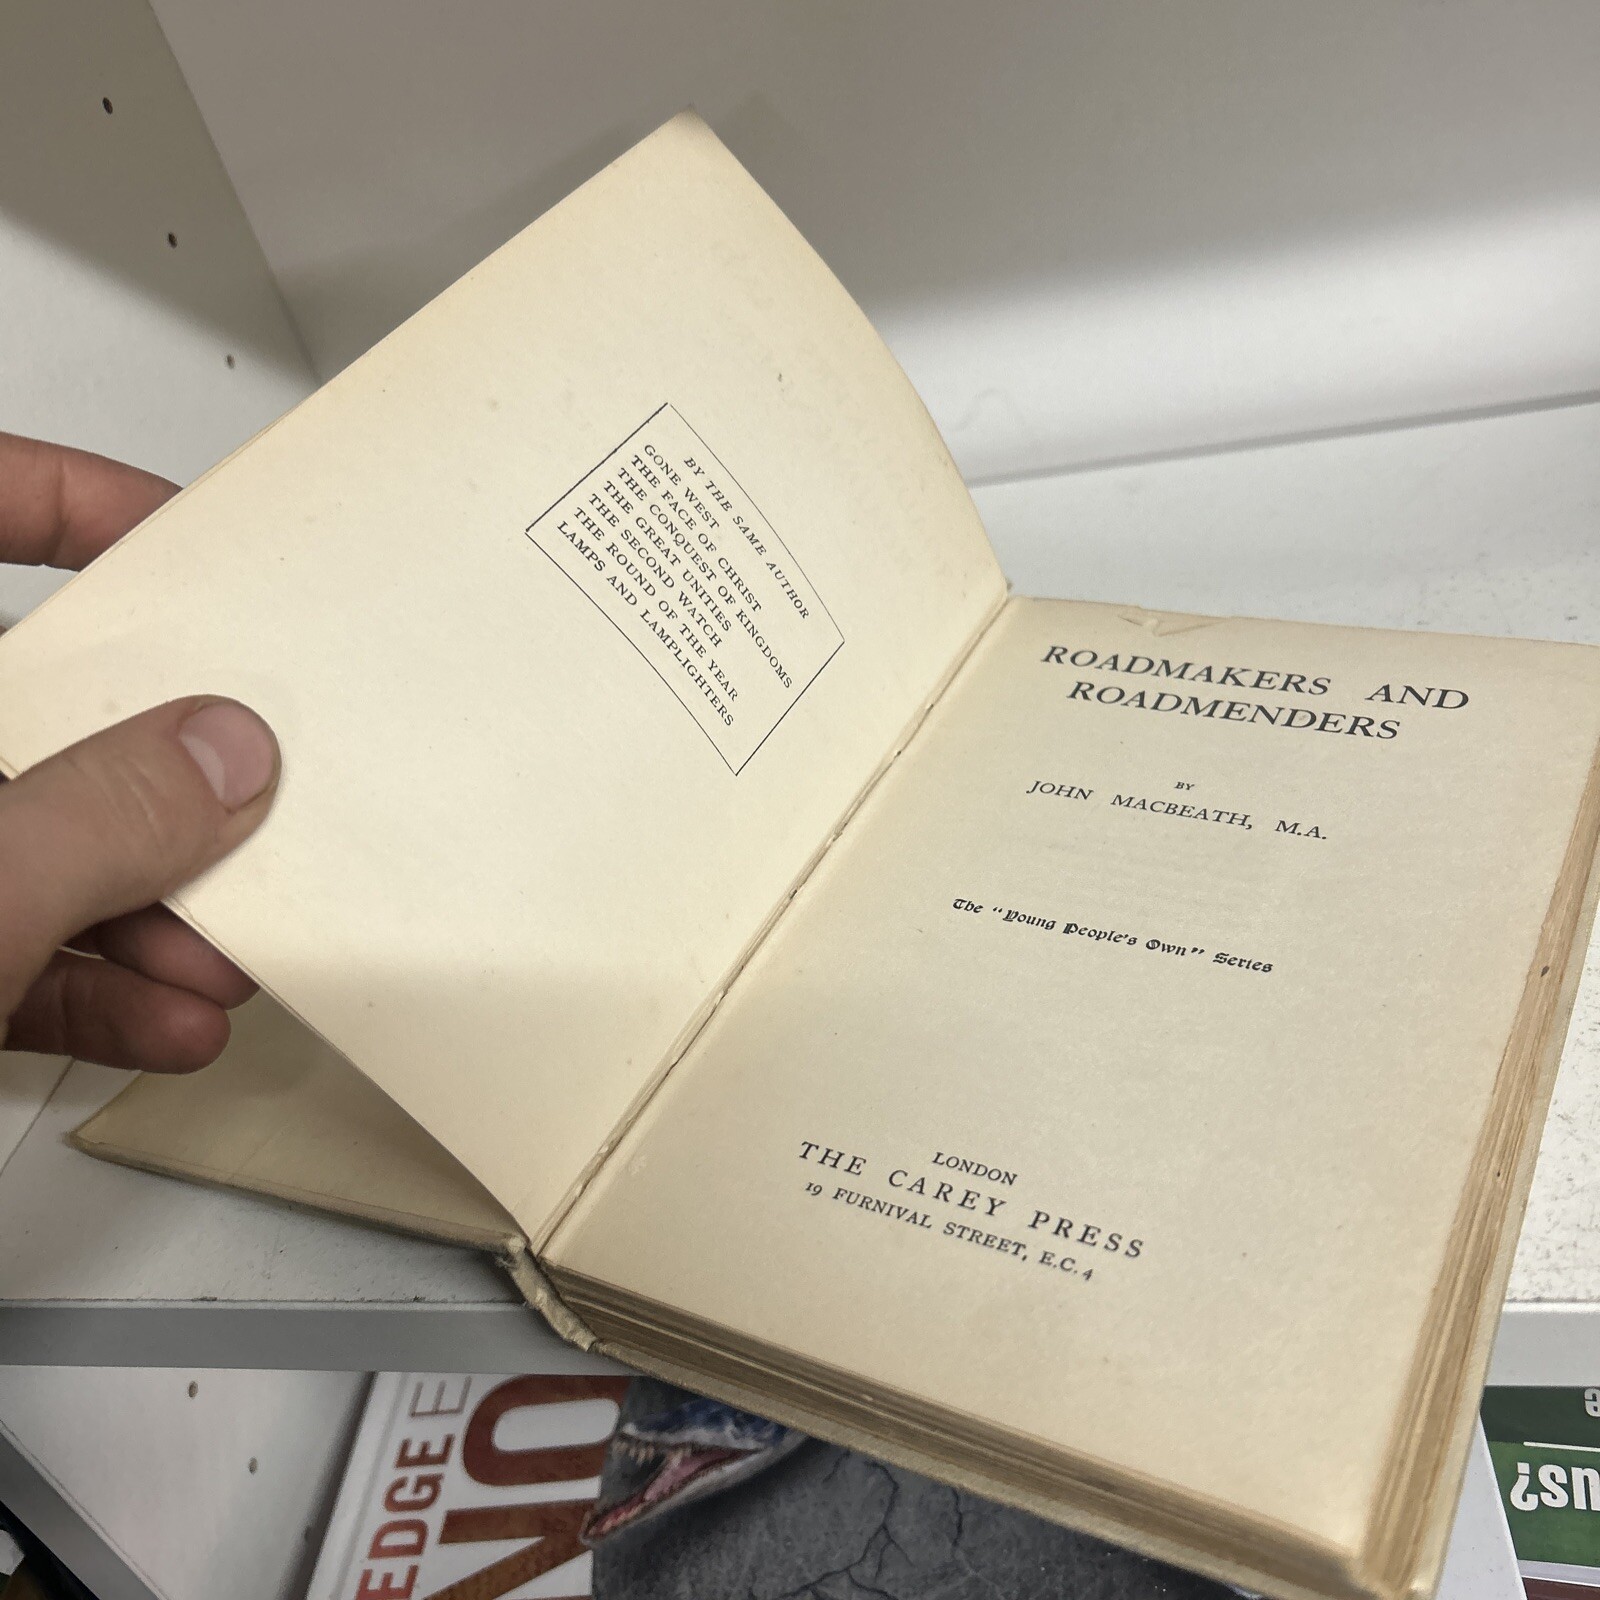 BY THE SAME AUTHOR
GONE WEST
THE FACE OF CHRIST
THE CONQUEST OF KINGDOMS
THE GREAT UNITIES
THE SECOND WATCH
THE ROUND OF THE YEAR
LAMPS AND LAMPLIGHTERS
ROADMAKERS AND
ROADMENDERS
BY
JOHN MACBEATH, M.A.
The "Young People's Own" Series
LONDON
THE CAREY PRESS
19 FURNIVAL STREET, E.C.4
EDGE
NO
us?